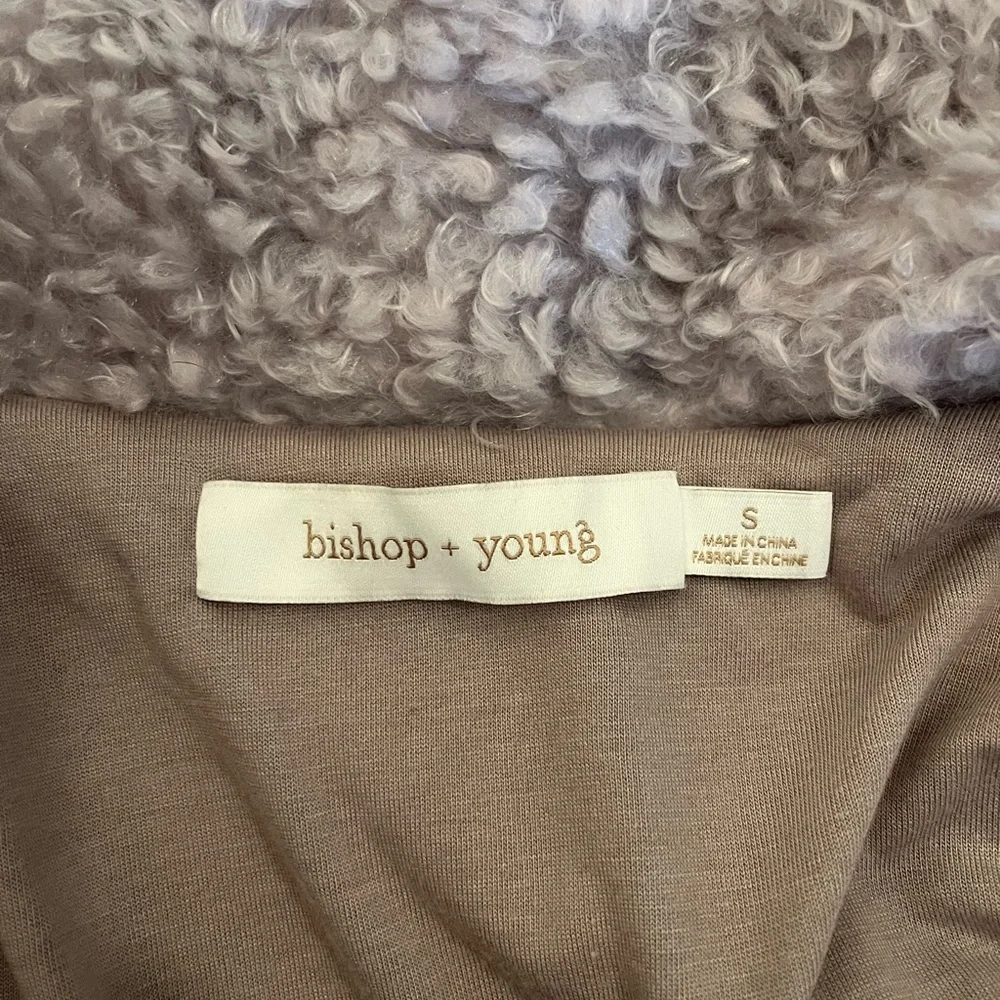 bishop + young
S
MADE IN CHINA
FABRIQUÉ EN CHINE